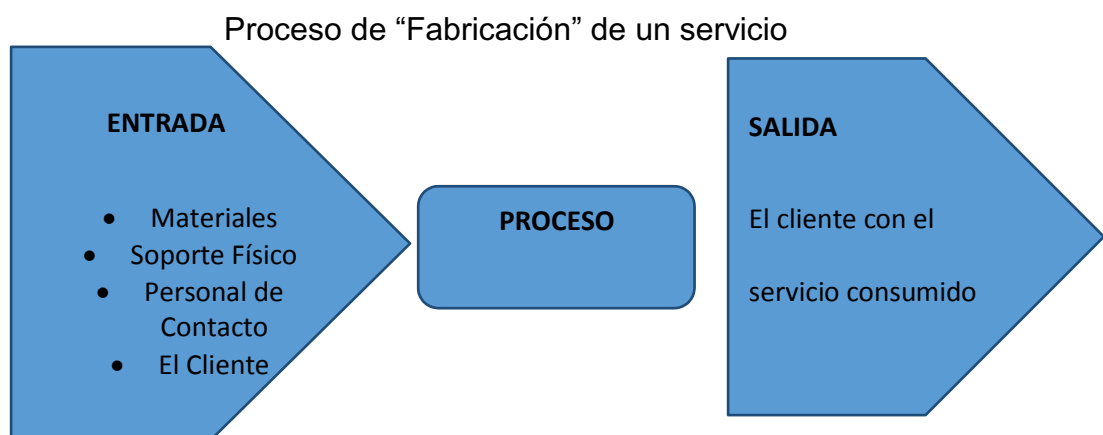 Proceso de “Fabricación” de un servicio
ENTRADA
• Materiales
• Soporte Físico
• Personal de
Contacto
• El Cliente
PROCESO
SALIDA
El cliente con el
servicio consumido